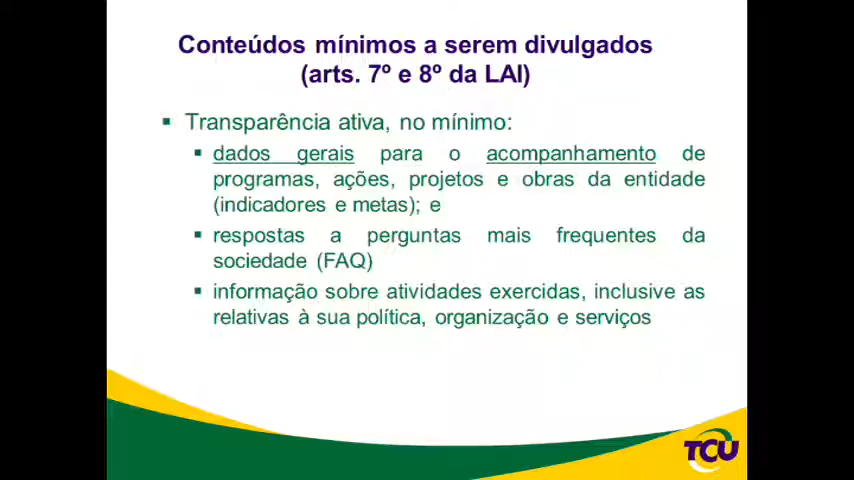 Conteúdos mínimos a serem divulgados
(arts. 7º e 8º da LAI)
▪ Transparência ativa, no mínimo:
▪ dados gerais para o acompanhamento de
programas, ações, projetos e obras da entidade
(indicadores e metas); e
▪ respostas a perguntas mais frequentes da
sociedade (FAQ)
▪ informação sobre atividades exercidas, inclusive as
relativas à sua política, organização e serviços
TCU